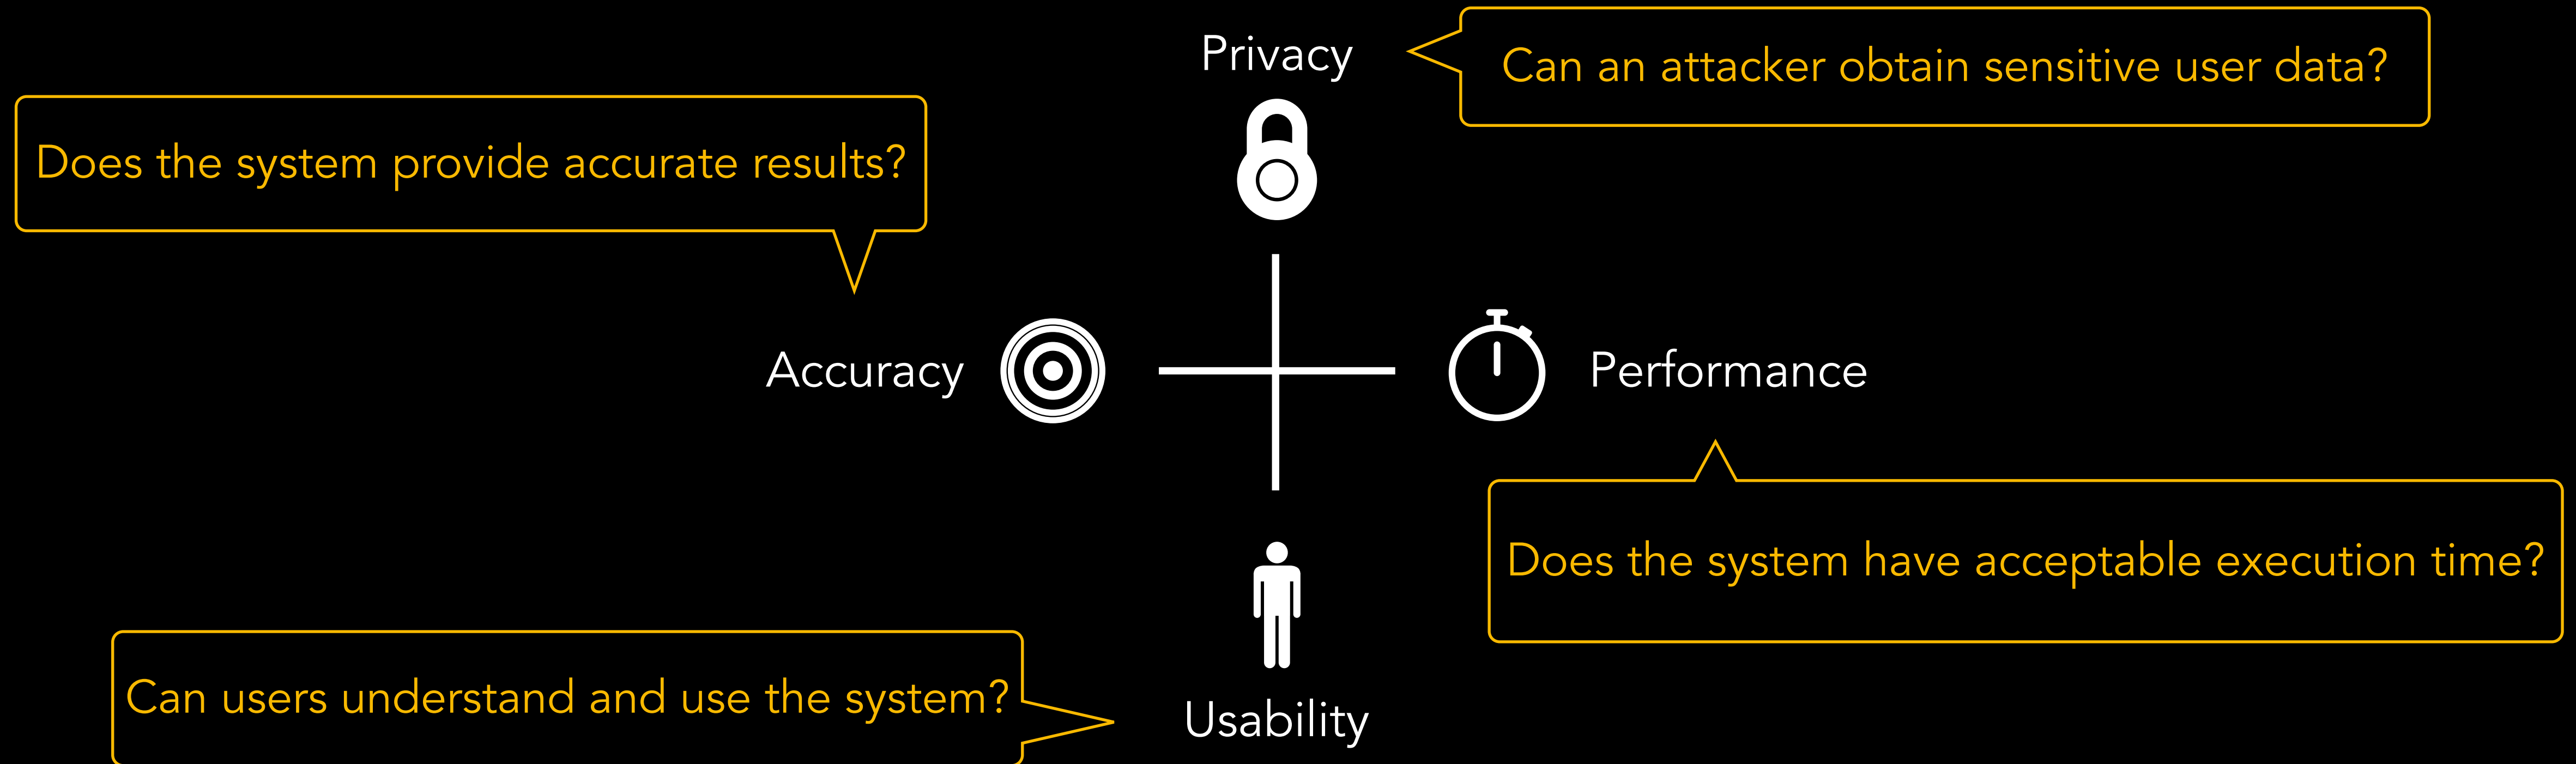 Privacy
Can an attacker obtain sensitive user data?
Does the system provide accurate results?
Accuracy
Performance
Does the system have acceptable execution time?
Can users understand and use the system?
Usability